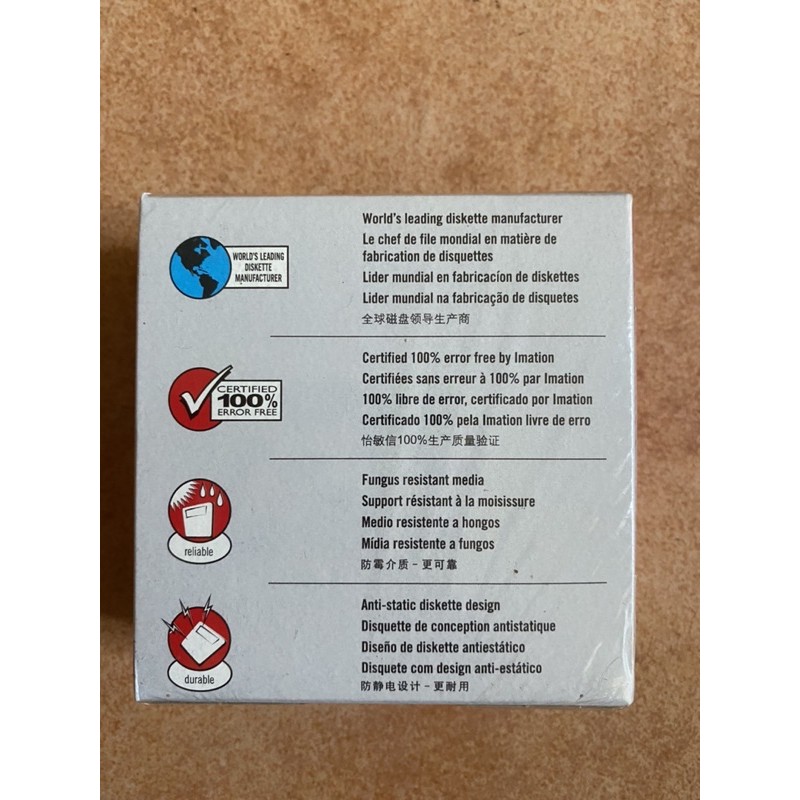 WORLD'S LEADING
DISKETTE
MANUFACTURER
World's leading diskette manufacturer
Le chef de file mondial en matière de
fabrication de disquettes
Lider mundial en fabricacíon de diskettes
Lider mundial na fabricação de disquetes
全球磁盘领导生产商
CERTIFIED
100%
ERROR FREE
Certified 100% error free by Imation
Certifiées sans erreur à 100% par Imation
100% libre de error, certificado por Imation
Certificado 100% pela Imation livre de erro
怡敏信100%生产质量验证
reliable
Fungus resistant media
Support résistant à la moisissure
Medio resistente a hongos
Mídia resistente a fungos
防霉介质－更可靠
durable
Anti-static diskette design
Disquette de conception antistatique
Diseño de diskette antiestático
Disquete com design anti-estático
防静电设计－更耐用